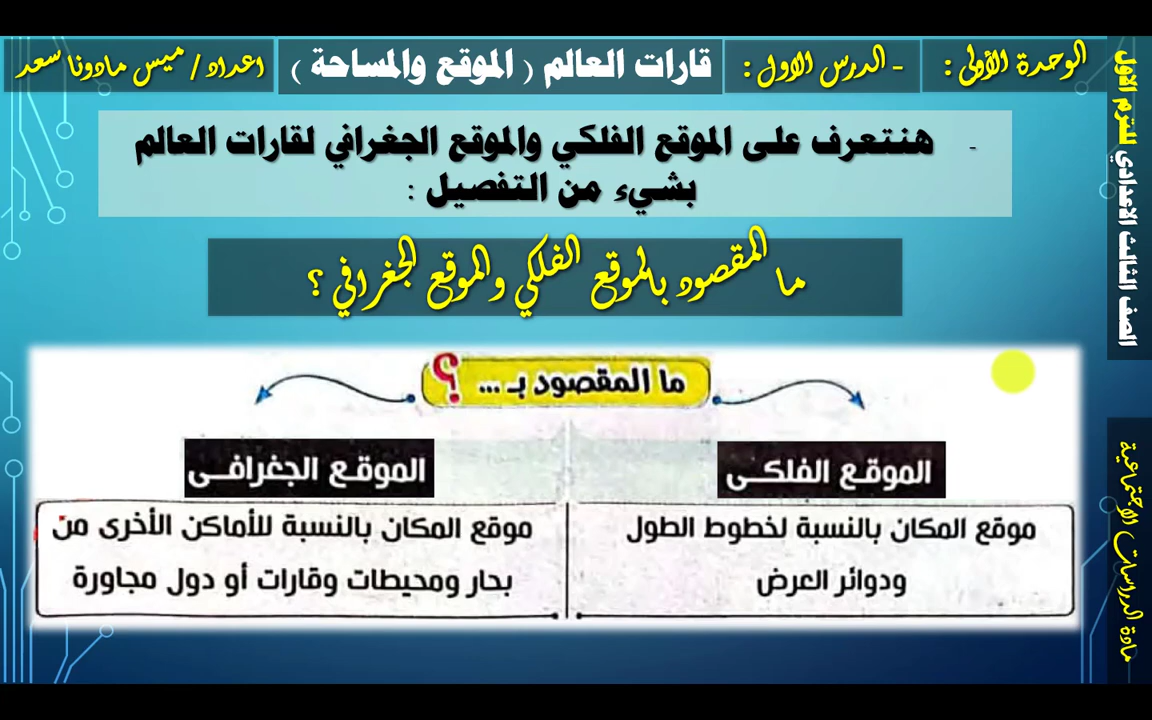 الوحدة الأولى :
- الدرس الاول :
قارات العالم ( الموقع والمساحة )
اعداد / ميس مادونا سعد
الصف الثالث الاعدادي للترم الاول
- هنتعرف على الموقع الفلكي والموقع الجغرافي لقارات العالم
بشيء من التفصيل :
ما المقصود بالموقع الفلكي والموقع الجغرافي ؟
ما المقصود بـ ... ؟
الموقع الفلكـى
موقع المكان بالنسبة لخطوط الطول
ودوائر العرض
الموقع الجغرافـى
موقع المكان بالنسبة للأماكن الأخرى من
بحار ومحيطات وقارات أو دول مجاورة
مادة الدراسات الاجتماعية